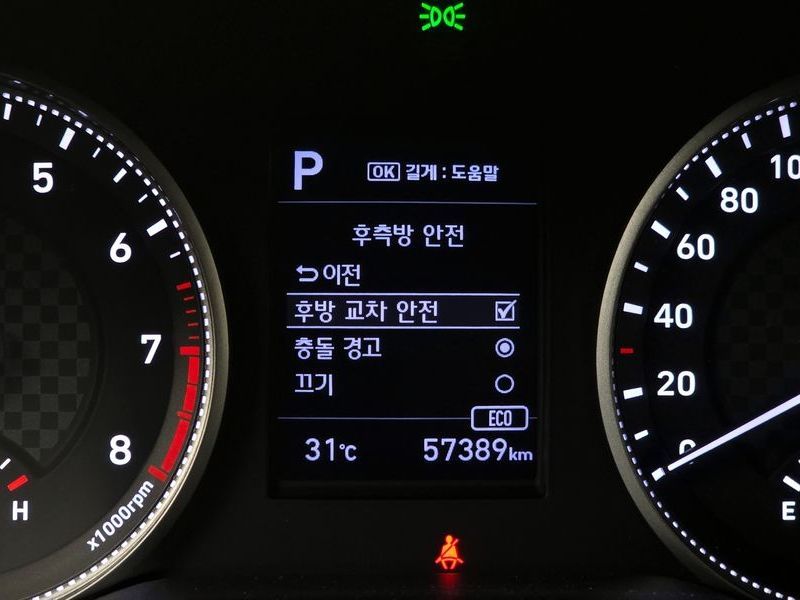 P
OK 길게 : 도움말
후측방 안전
이전
후방 교차 안전
충돌 경고
끄기
ECO
31℃
57389km
5
6
7
8
H
x1000rpm
100
80
60
40
20
0
E